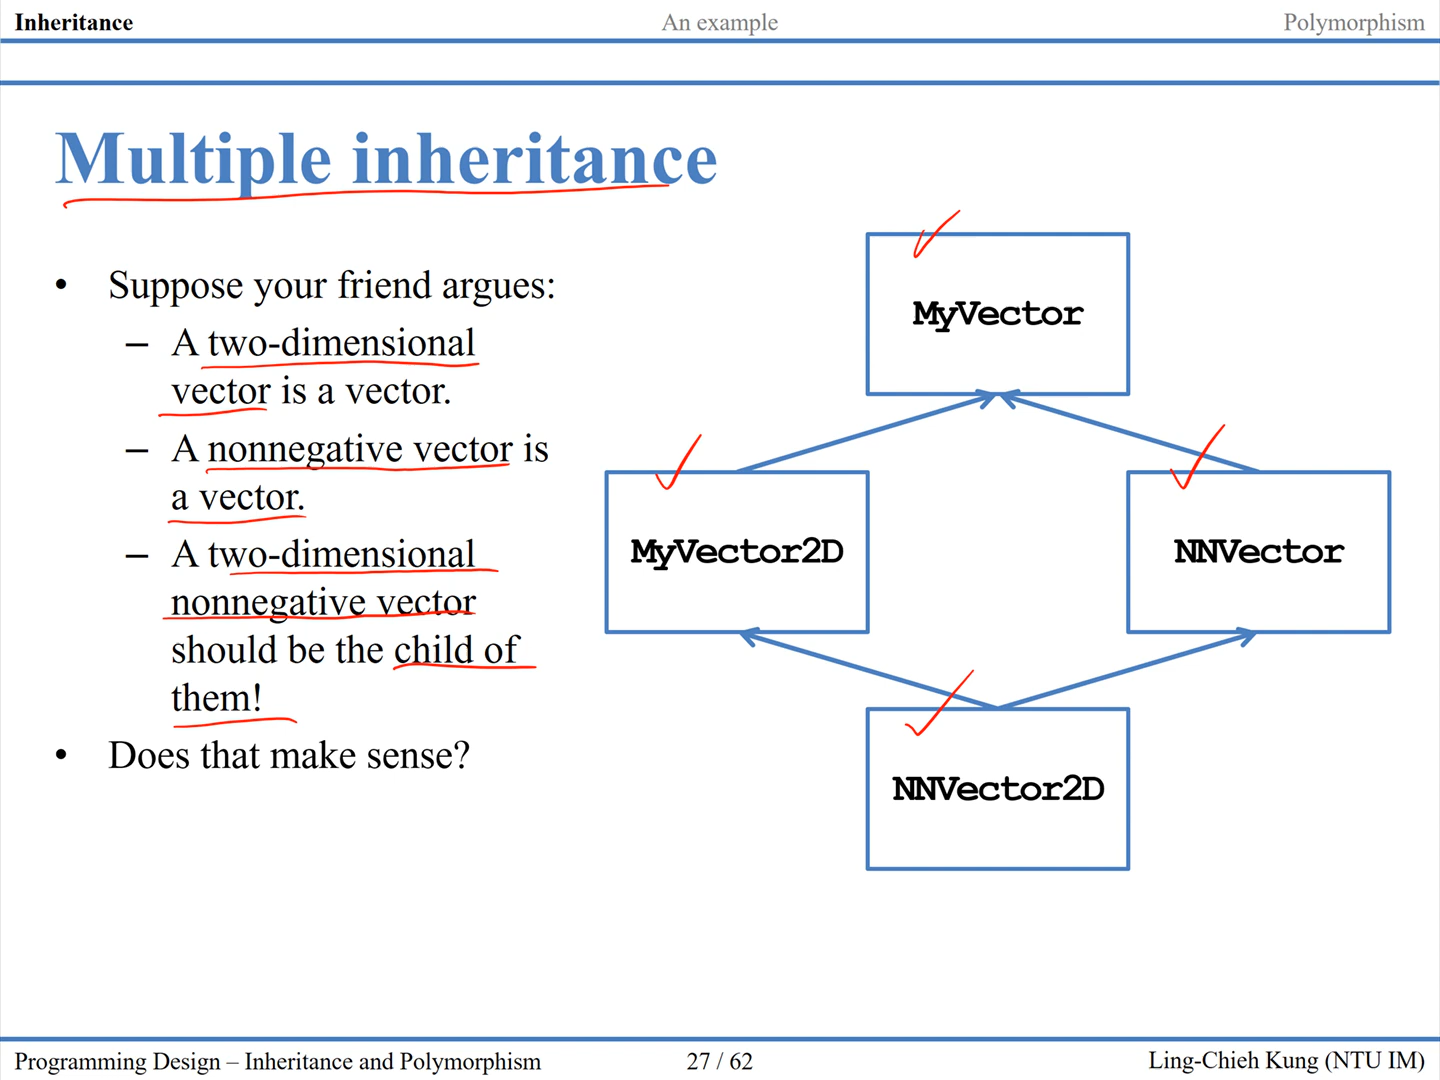 Inheritance An example Polymorphism
Multiple inheritance
• Suppose your friend argues:
– A two-dimensional
vector is a vector.
– A nonnegative vector is
a vector.
– A two-dimensional
nonnegative vector
should be the child of
them!
• Does that make sense?
MyVector
MyVector2D NNVector
NNVector2D
Programming Design – Inheritance and Polymorphism 27 / 62 Ling-Chieh Kung (NTU IM)